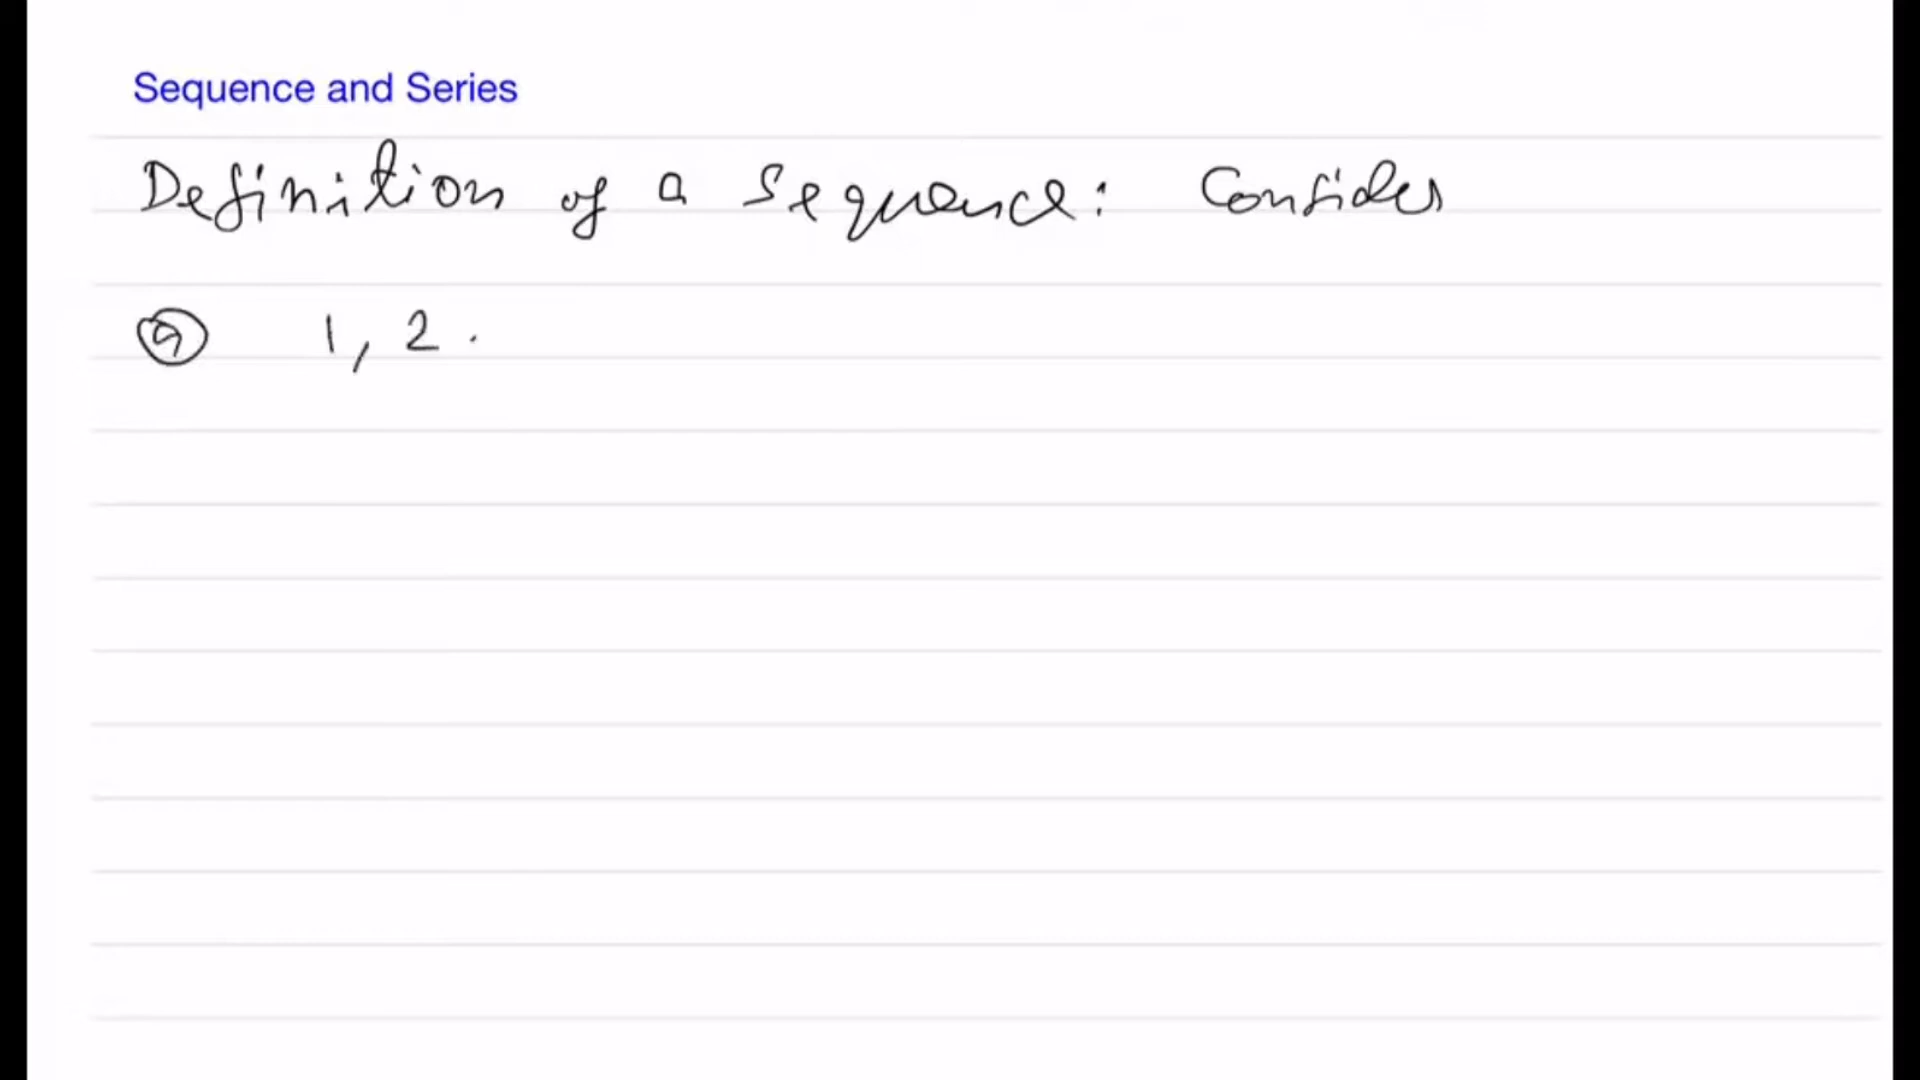 Sequence and Series
Definition of a Sequence: Consider
ⓐ 1, 2.